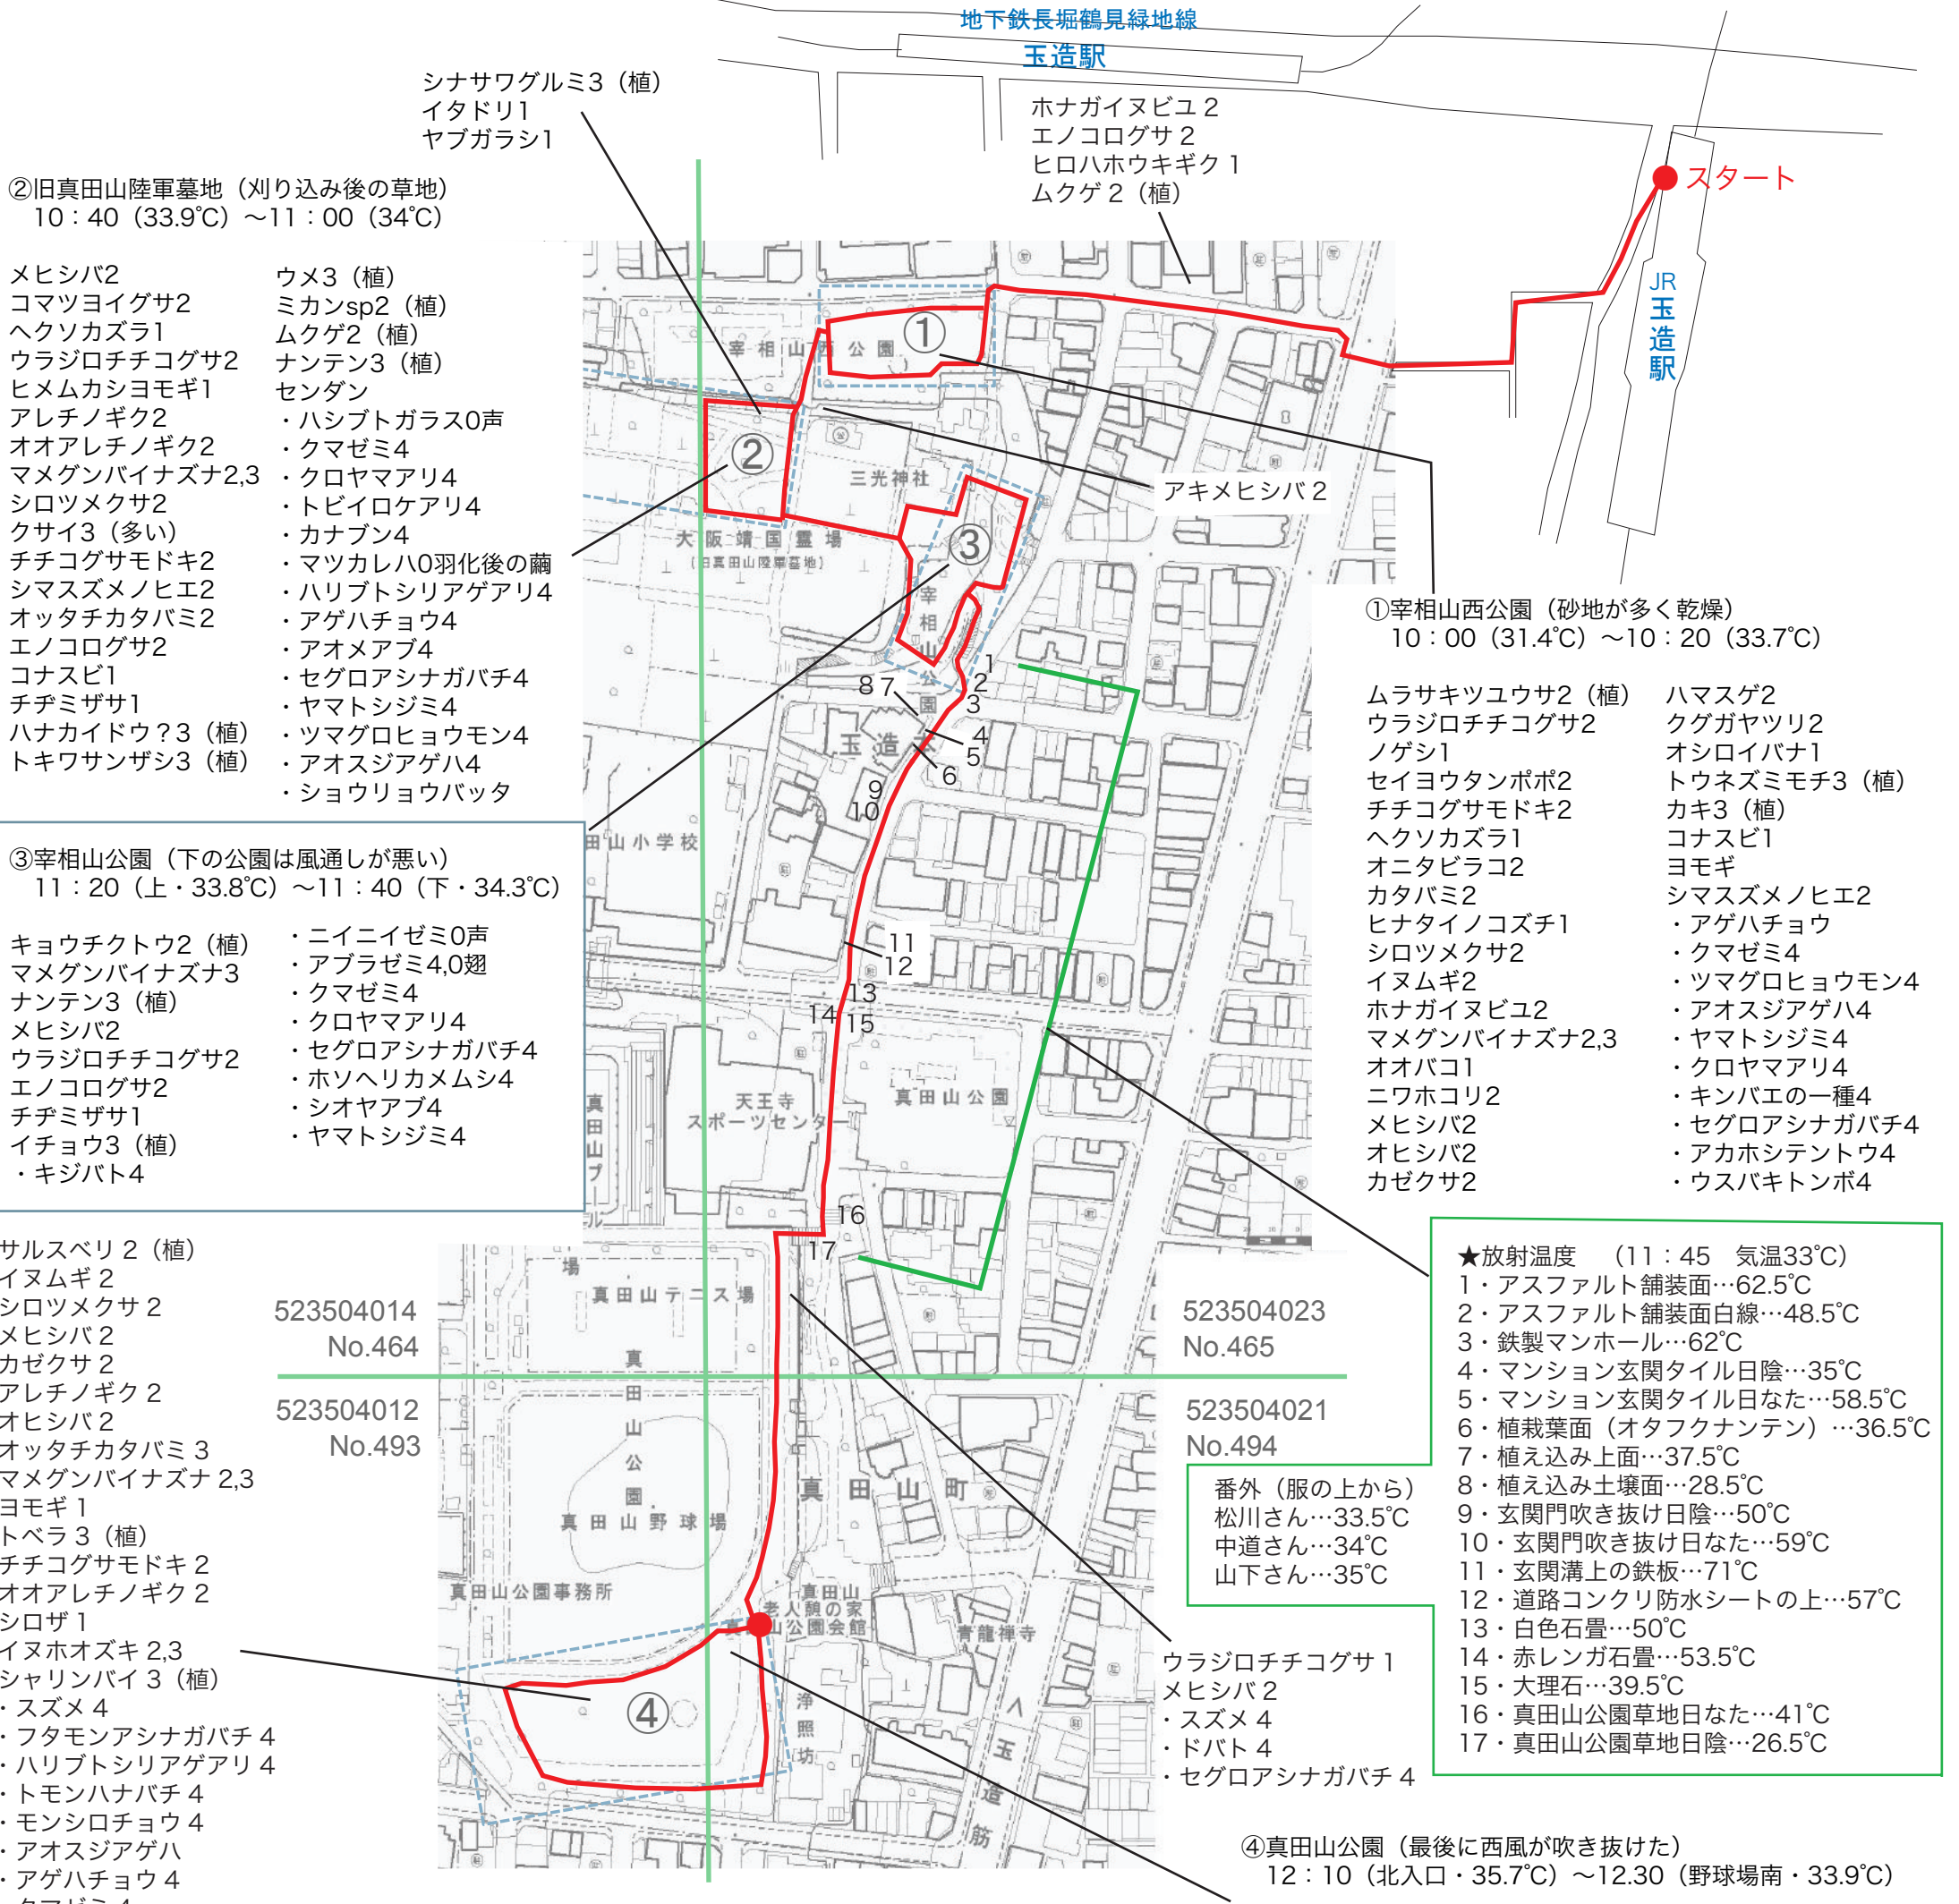 地下鉄長堀鶴見緑地線
玉造駅
シナサワグルミ3（植）
イタドリ1
ヤブガラシ1
ホナガイヌビユ 2
エノコログサ 2
ヒロハホウキギク 1
ムクゲ 2（植）
スタート
JR
玉造駅
②旧真田山陸軍墓地（刈り込み後の草地）
10：40（33.9℃）～11：00（34℃）
メヒシバ2
コマツヨイグサ2
ヘクソカズラ1
ウラジロチチコグサ2
ヒメムカシヨモギ1
アレチノギク2
オオアレチノギク2
マメグンバイナズナ2,3
シロツメクサ2
クサイ3（多い）
チチコグサモドキ2
シマスズメノヒエ2
オッタチカタバミ2
エノコログサ2
コナスビ1
チヂミザサ1
ハナカイドウ？3（植）
トキワサンザシ3（植）
ウメ3（植）
ミカンsp2（植）
ムクゲ2（植）
ナンテン3（植）
センダン
・ハシブトガラス0声
・クマゼミ4
・クロヤマアリ4
・トビイロケアリ4
・カナブン4
・マツカレハ0羽化後の繭
・ハリブトシリアゲアリ4
・アゲハチョウ4
・アオメアブ4
・セグロアシナガバチ4
・ヤマトシジミ4
・ツマグロヒョウモン4
・アオスジアゲハ4
・ショウリョウバッタ
①
宰相山西公園
②
三光神社
アキメヒシバ 2
大阪靖国霊場
(旧真田山陸軍墓地)
③
宰相山公園
1
2
3
8 7
4
5
6
9
10
11
12
13
14
15
16
17
玉造
田山小学校
天王寺
スポーツセンター
真田山公園
真田山プール
①宰相山西公園（砂地が多く乾燥）
10：00（31.4℃）～10：20（33.7℃）
ムラサキツユウサ2（植）
ウラジロチチコグサ2
ノゲシ1
セイヨウタンポポ2
チチコグサモドキ2
ヘクソカズラ1
オニタビラコ2
カタバミ2
ヒナタイノコズチ1
シロツメクサ2
イヌムギ2
ホナガイヌビユ2
マメグンバイナズナ2,3
オオバコ1
ニワホコリ2
メヒシバ2
オヒシバ2
カゼクサ2
ハマスゲ2
クグガヤツリ2
オシロイバナ1
トウネズミモチ3（植）
カキ3（植）
コナスビ1
ヨモギ
シマスズメノヒエ2
・アゲハチョウ
・クマゼミ4
・ツマグロヒョウモン4
・アオスジアゲハ4
・ヤマトシジミ4
・クロヤマアリ4
・キンバエの一種4
・セグロアシナガバチ4
・アカホシテントウ4
・ウスバキトンボ4
③宰相山公園（下の公園は風通しが悪い）
11：20（上・33.8℃）～11：40（下・34.3℃）
キョウチクトウ2（植）
マメグンバイナズナ3
ナンテン3（植）
メヒシバ2
ウラジロチチコグサ2
エノコログサ2
チヂミザサ1
イチョウ3（植）
・キジバト4
・ニイニイゼミ0声
・アブラゼミ4,0翅
・クマゼミ4
・クロヤマアリ4
・セグロアシナガバチ4
・ホソヘリカメムシ4
・シオヤアブ4
・ヤマトシジミ4
サルスベリ 2（植）
イヌムギ 2
シロツメクサ 2
メヒシバ 2
カゼクサ 2
アレチノギク 2
オヒシバ 2
オッタチカタバミ 3
マメグンバイナズナ 2,3
ヨモギ 1
トベラ 3（植）
チチコグサモドキ 2
オオアレチノギク 2
シロザ 1
イヌホオズキ 2,3
シャリンバイ 3（植）
・スズメ 4
・フタモンアシナガバチ 4
・ハリブトシリアゲアリ 4
・トモンハナバチ 4
・モンシロチョウ 4
・アオスジアゲハ
・アゲハチョウ 4
・クマゼミ 4
523504014
No.464
523504023
No.465
523504012
No.493
523504021
No.494
場
真田山テニス場
真田山公園
真田山野球場
真田山公園事務所
真田山町
真田山
老人憩の家
真田山公園会館
青龍禅寺
浄照坊
玉造筋
④
★放射温度　（11：45　気温33℃）
1・アスファルト舗装面…62.5℃
2・アスファルト舗装面白線…48.5℃
3・鉄製マンホール…62℃
4・マンション玄関タイル日陰…35℃
5・マンション玄関タイル日なた…58.5℃
6・植栽葉面（オタフクナンテン）…36.5℃
7・植え込み上面…37.5℃
8・植え込み土壌面…28.5℃
9・玄関門吹き抜け日陰…50℃
10・玄関門吹き抜け日なた…59℃
11・玄関溝上の鉄板…71℃
12・道路コンクリ防水シートの上…57℃
13・白色石畳…50℃
14・赤レンガ石畳…53.5℃
15・大理石…39.5℃
16・真田山公園草地日なた…41℃
17・真田山公園草地日陰…26.5℃
番外（服の上から）
松川さん…33.5℃
中道さん…34℃
山下さん…35℃
ウラジロチチコグサ 1
メヒシバ 2
・スズメ 4
・ドバト 4
・セグロアシナガバチ 4
④真田山公園（最後に西風が吹き抜けた）
12：10（北入口・35.7℃）～12.30（野球場南・33.9℃）